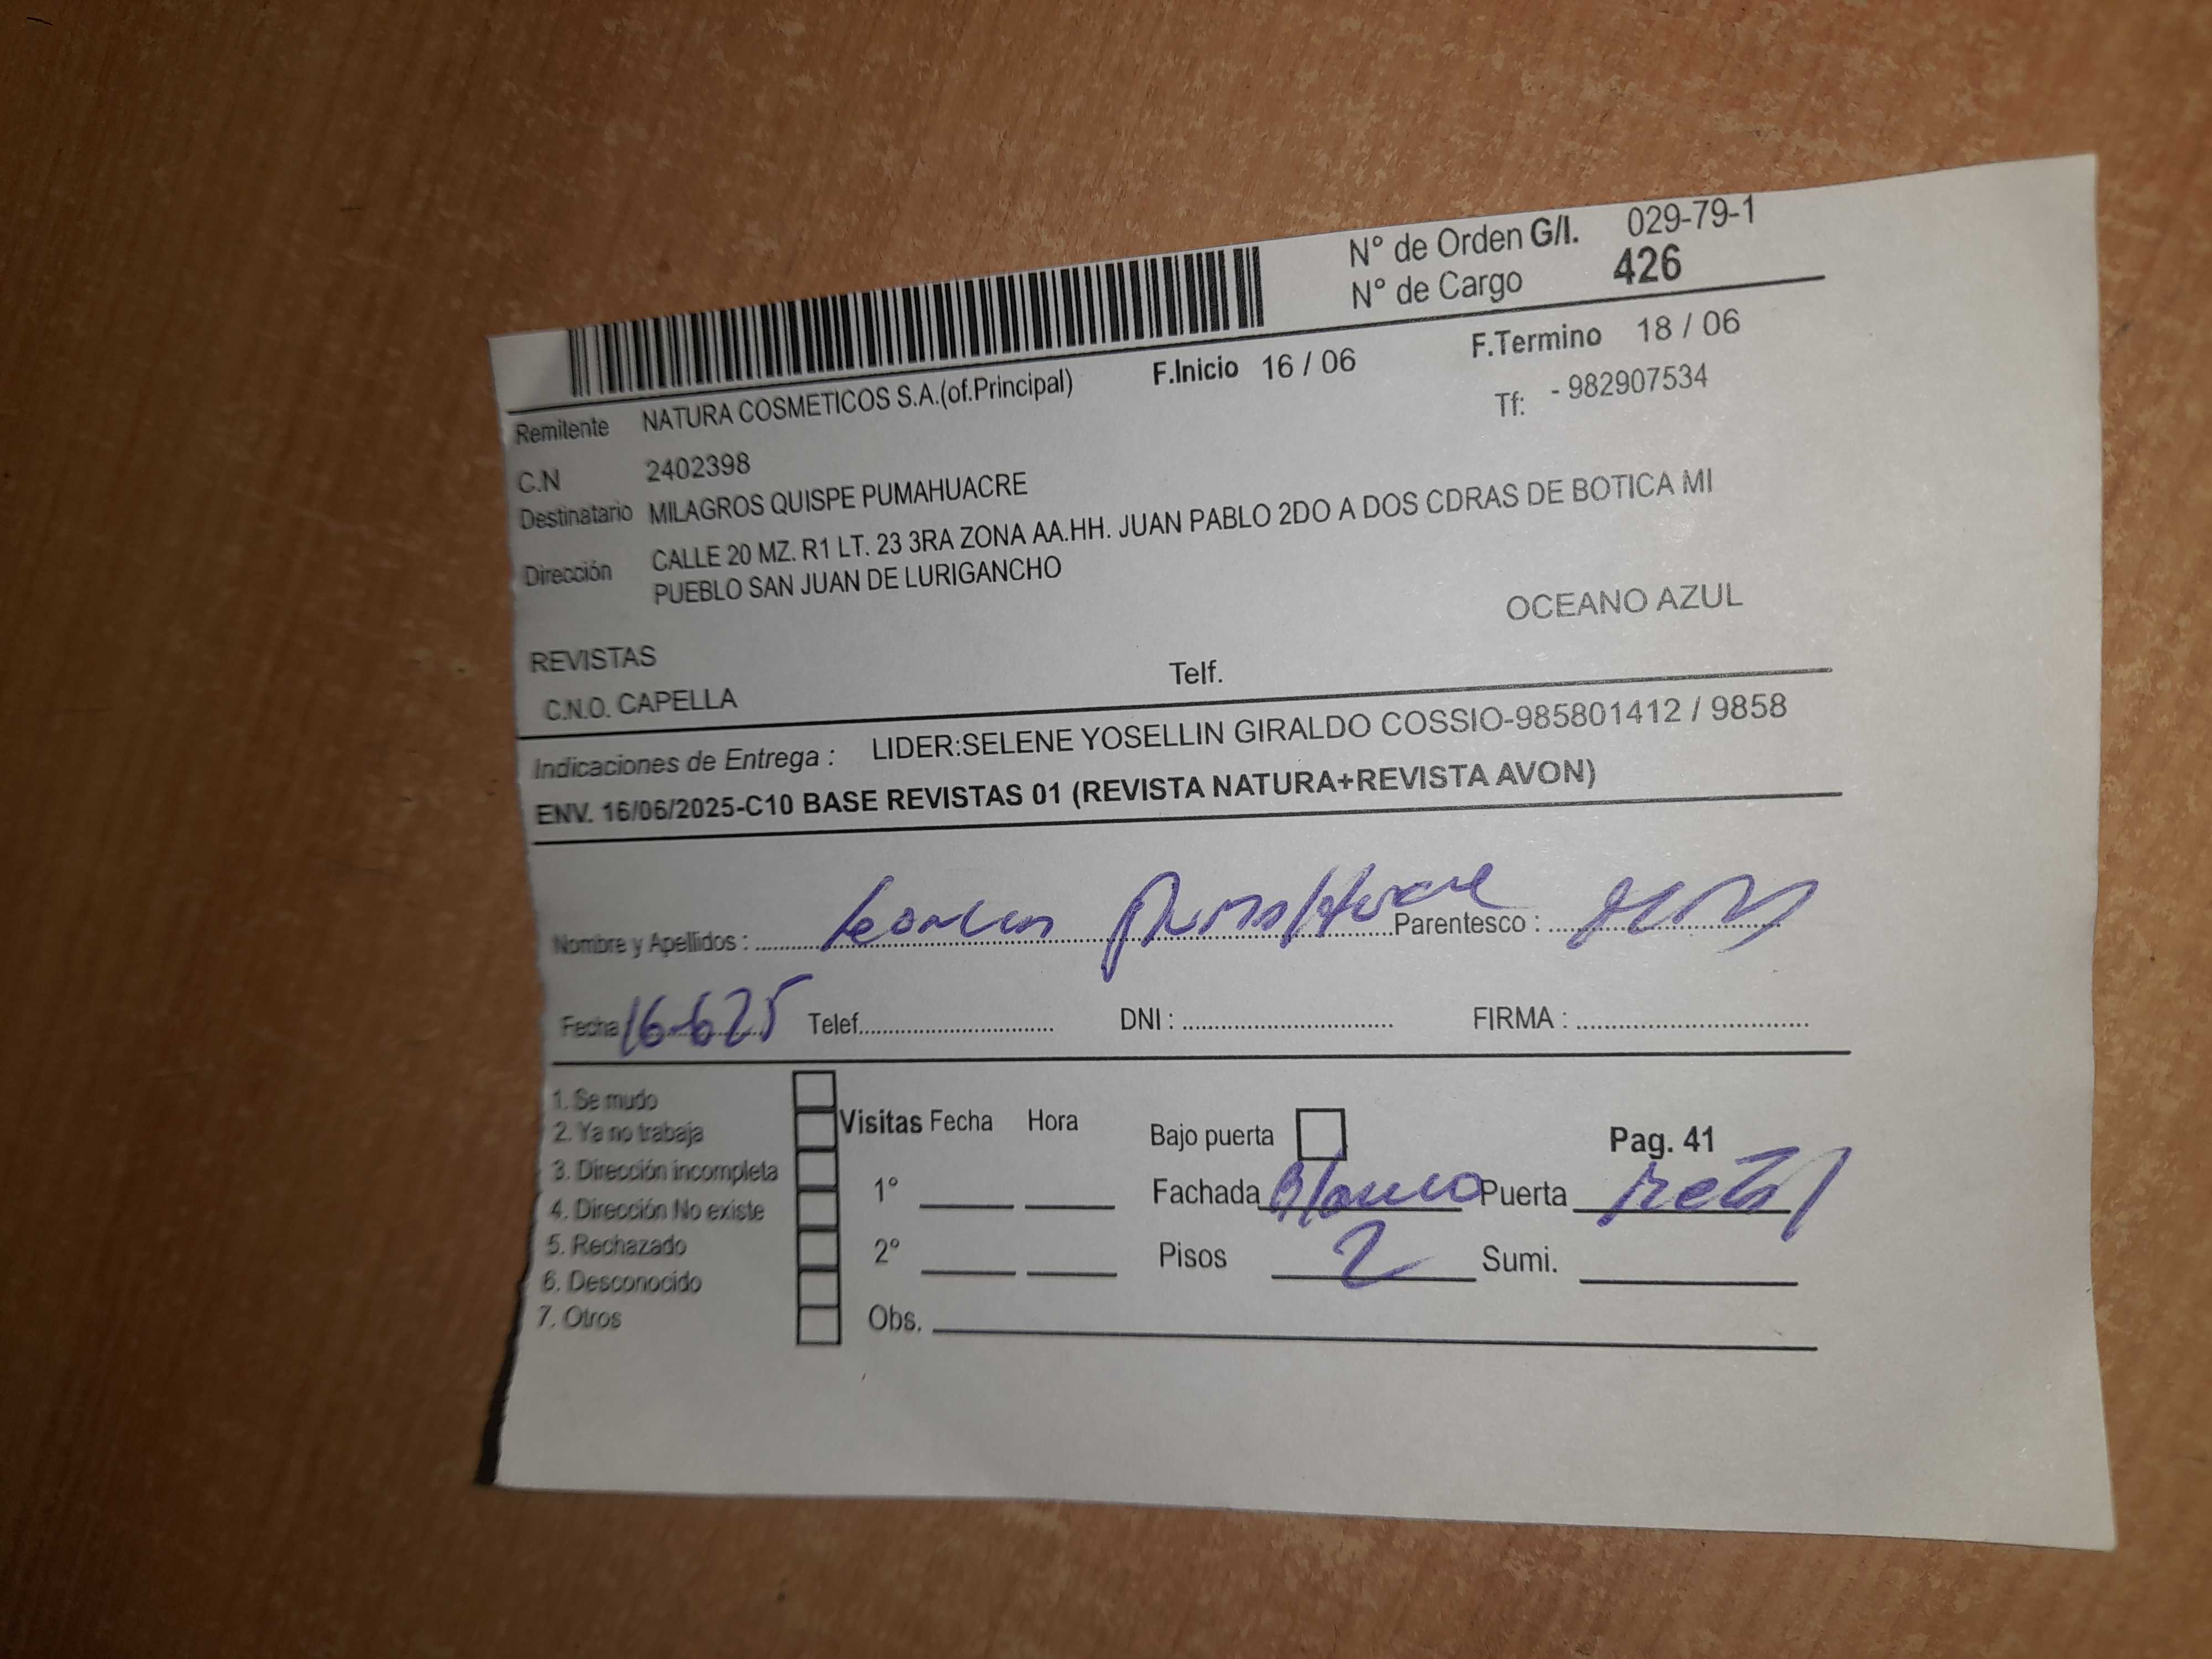 N° de Orden G/I. 029-79-1
N° de Cargo 426
F.Inicio 16 / 06 F.Termino 18 / 06
Remitente NATURA COSMETICOS S.A.(of.Principal) Tf: - 982907534
C.N 2402398
Destinatario MILAGROS QUISPE PUMAHUACRE
Dirección CALLE 20 MZ. R1 LT. 23 3RA ZONA AA.HH. JUAN PABLO 2DO A DOS CDRAS DE BOTICA MI
PUEBLO SAN JUAN DE LURIGANCHO
OCEANO AZUL
REVISTAS
C.N.O. CAPELLA Telf.
Indicaciones de Entrega : LIDER:SELENE YOSELLIN GIRALDO COSSIO-985801412 / 9858
ENV. 16/06/2025-C10 BASE REVISTAS 01 (REVISTA NATURA+REVISTA AVON)
Nombre y Apellidos : Parentesco :
Fecha 16-6-25 Telef. DNI : FIRMA :
1. Se mudo
2. Ya no trabaja
3. Dirección incompleta
4. Dirección No existe
5. Rechazado
6. Desconocido
7. Otros
Visitas Fecha Hora
1°
2°
Obs.
Bajo puerta Pag. 41
Fachada Blanco Puerta metal
Pisos 2 Sumi.